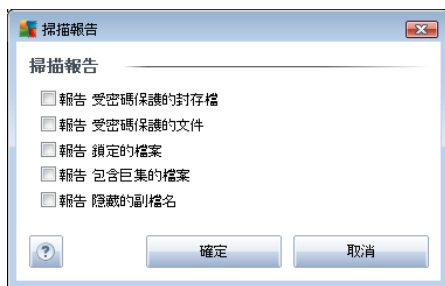 掃描報告
掃描報告
報告 受密碼保護的封存檔
報告 受密碼保護的文件
報告 鎖定的檔案
報告 包含巨集的檔案
報告 隱藏的副檔名
?
確定
取消